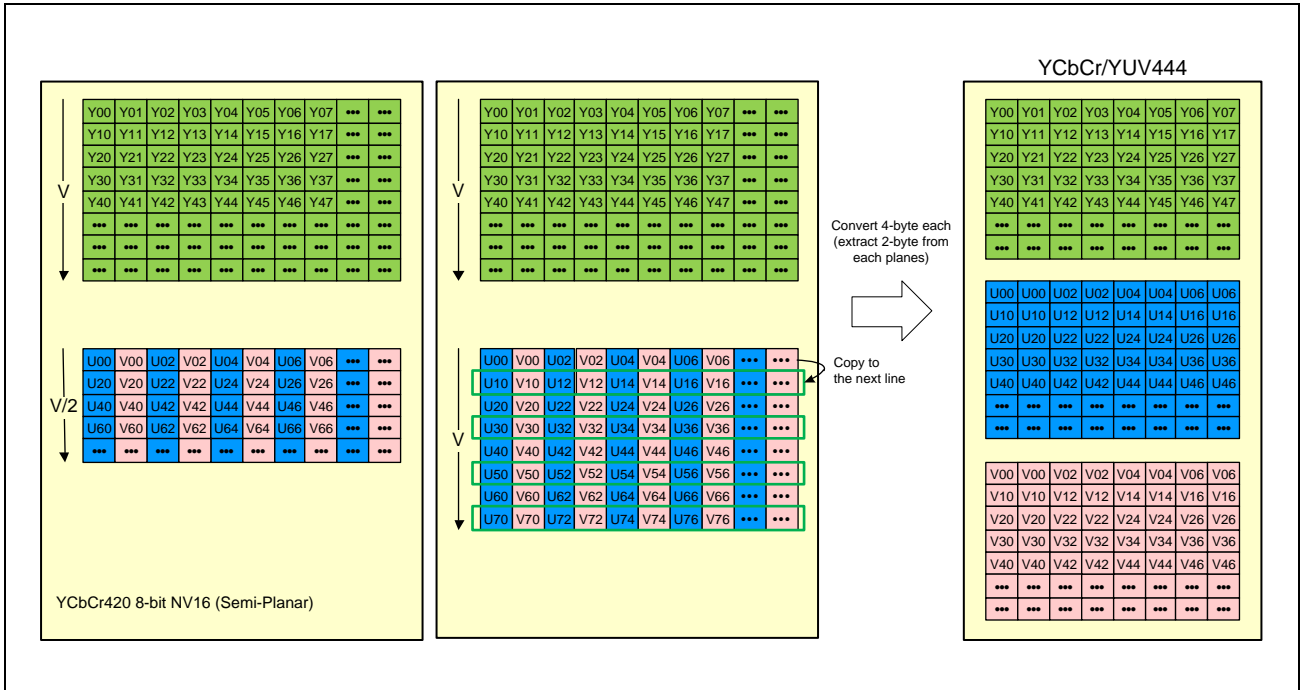 YCbCr/YUV444
Y00 Y01 Y02 Y03 Y04 Y05 Y06 Y07 ••• •••
Y10 Y11 Y12 Y13 Y14 Y15 Y16 Y17 ••• •••
Y20 Y21 Y22 Y23 Y24 Y25 Y26 Y27 ••• •••
Y30 Y31 Y32 Y33 Y34 Y35 Y36 Y37 ••• •••
Y40 Y41 Y42 Y43 Y44 Y45 Y46 Y47 ••• •••
••• ••• ••• ••• ••• ••• ••• ••• ••• •••
••• ••• ••• ••• ••• ••• ••• ••• ••• •••
••• ••• ••• ••• ••• ••• ••• ••• ••• •••
V
U00 V00 U02 V02 U04 V04 U06 V06 ••• •••
U20 V20 U22 V22 U24 V24 U26 V26 ••• •••
U40 V40 U42 V42 U44 V44 U46 V46 ••• •••
U60 V60 U62 V62 U64 V64 U66 V66 ••• •••
••• ••• ••• ••• ••• ••• ••• ••• ••• •••
V/2
YCbCr420 8-bit NV16 (Semi-Planar)
Y00 Y01 Y02 Y03 Y04 Y05 Y06 Y07 ••• •••
Y10 Y11 Y12 Y13 Y14 Y15 Y16 Y17 ••• •••
Y20 Y21 Y22 Y23 Y24 Y25 Y26 Y27 ••• •••
Y30 Y31 Y32 Y33 Y34 Y35 Y36 Y37 ••• •••
Y40 Y41 Y42 Y43 Y44 Y45 Y46 Y47 ••• •••
••• ••• ••• ••• ••• ••• ••• ••• ••• •••
••• ••• ••• ••• ••• ••• ••• ••• ••• •••
••• ••• ••• ••• ••• ••• ••• ••• ••• •••
V
U00 V00 U02 V02 U04 V04 U06 V06 ••• •••
U10 V10 U12 V12 U14 V14 U16 V16 ••• •••
U20 V20 U22 V22 U24 V24 U26 V26 ••• •••
U30 V30 U32 V32 U34 V34 U36 V36 ••• •••
U40 V40 U42 V42 U44 V44 U46 V46 ••• •••
U50 V50 U52 V52 U54 V54 U56 V56 ••• •••
U60 V60 U62 V62 U64 V64 U66 V66 ••• •••
U70 V70 U72 V72 U74 V74 U76 V76 ••• •••
V
Convert 4-byte each
(extract 2-byte from
each planes)
Copy to
the next line
Y00 Y01 Y02 Y03 Y04 Y05 Y06 Y07
Y10 Y11 Y12 Y13 Y14 Y15 Y16 Y17
Y20 Y21 Y22 Y23 Y24 Y25 Y26 Y27
Y30 Y31 Y32 Y33 Y34 Y35 Y36 Y37
Y40 Y41 Y42 Y43 Y44 Y45 Y46 Y47
••• ••• ••• ••• ••• ••• ••• •••
••• ••• ••• ••• ••• ••• ••• •••
U00 U00 U02 U02 U04 U04 U06 U06
U10 U10 U12 U12 U14 U14 U16 U16
U20 U20 U22 U22 U24 U24 U26 U26
U30 U30 U32 U32 U34 U34 U36 U36
U40 U40 U42 U42 U44 U44 U46 U46
••• ••• ••• ••• ••• ••• ••• •••
••• ••• ••• ••• ••• ••• ••• •••
V00 V00 V02 V02 V04 V04 V06 V06
V10 V10 V12 V12 V14 V14 V16 V16
V20 V20 V22 V22 V24 V24 V26 V26
V30 V30 V32 V32 V34 V34 V36 V36
V40 V40 V42 V42 V44 V44 V46 V46
••• ••• ••• ••• ••• ••• ••• •••
••• ••• ••• ••• ••• ••• ••• •••